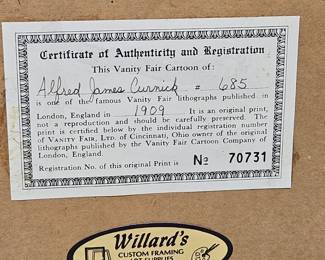 Certificate of Authenticity and Registration
This Vanity Fair Cartoon of:
Alfred James Curnick # 685
is one of the famous Vanity Fair lithographs published in
London, England in 1909 It is an original print,
not a reproduction and should be carefully preserved. The
print is certified below by the individual registration number
of VANITY FAIR, LTD. of Cincinnati, Ohio owner of the original
lithographs published by the Vanity Fair Cartoon Company of
London, England.
Registration No. of this original Print is No 70731
Willard's
CUSTOM FRAMING
ART SUPPLIES